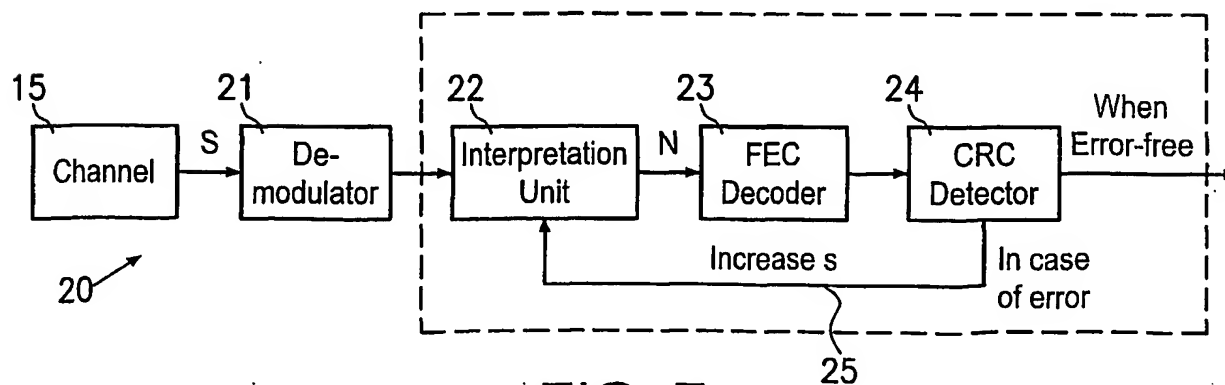 15
21
22
23
24
When
Error-free
Channel
S
De-
modulator
Interpretation
Unit
N
FEC
Decoder
CRC
Detector
Increase s
In case
of error
20
25